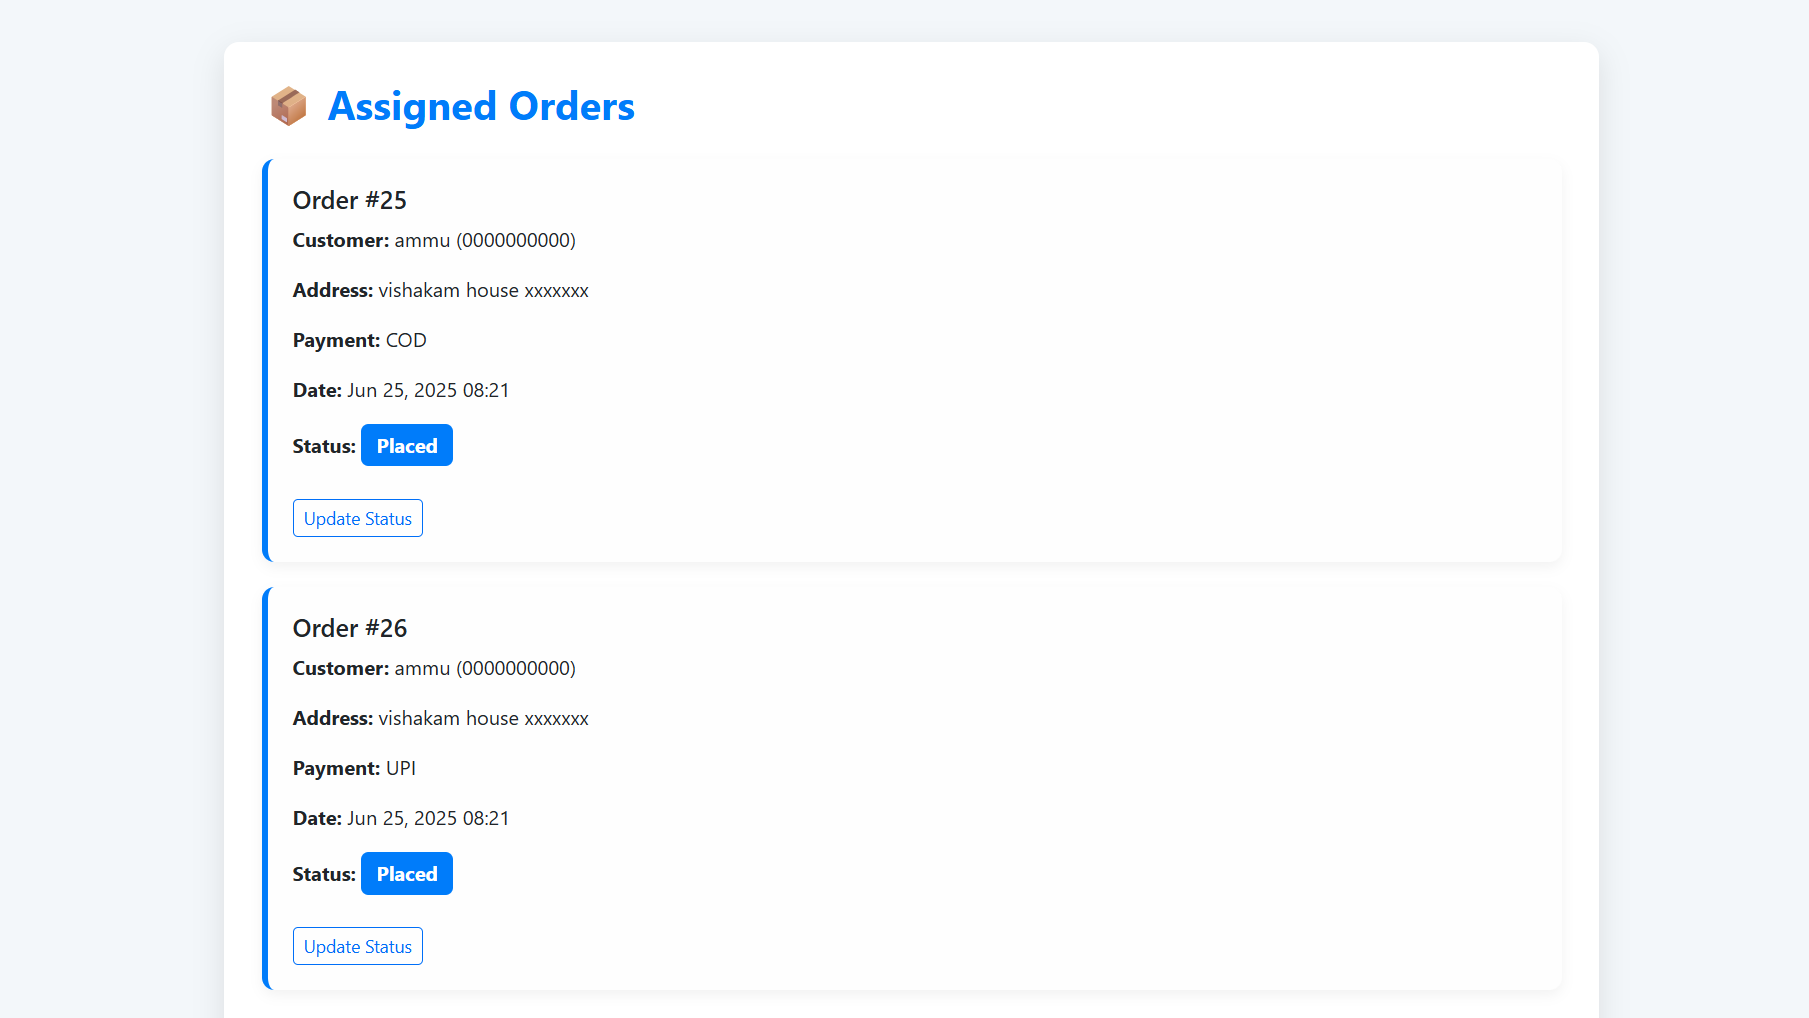 Assigned Orders
Order #25
Customer: ammu (0000000000)
Address: vishakam house xxxxxxx
Payment: COD
Date: Jun 25, 2025 08:21
Status: Placed
Update Status
Order #26
Customer: ammu (0000000000)
Address: vishakam house xxxxxxx
Payment: UPI
Date: Jun 25, 2025 08:21
Status: Placed
Update Status